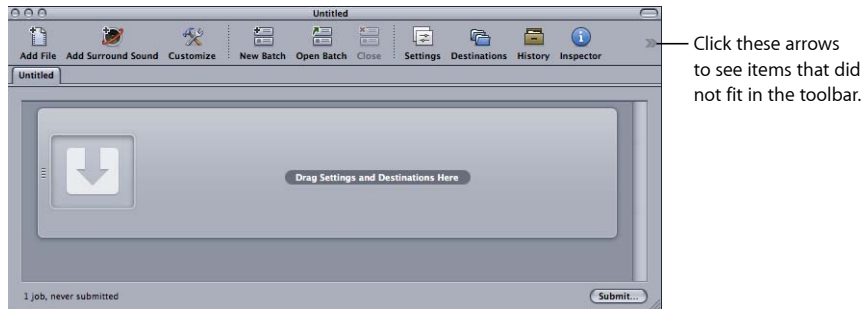 Untitled
Add File Add Surround Sound Customize New Batch Open Batch Close Settings Destinations History Inspector
Untitled
Drag Settings and Destinations Here
1 job, never submitted
Submit...
Click these arrows
to see items that did
not fit in the toolbar.